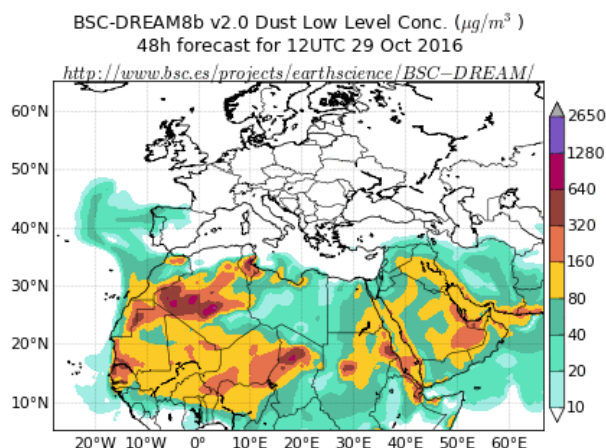 BSC-DREAM8b v2.0 Dust Low Level Conc. (μg/m³ )
48h forecast for 12UTC 29 Oct 2016
http://www.bsc.es/projects/earthscience/BSC−DREAM/
60°N
50°N
40°N
30°N
20°N
10°N
20°W 10°W 0° 10°E 20°E 30°E 40°E 50°E 60°E
2650
1280
640
320
160
80
40
20
10